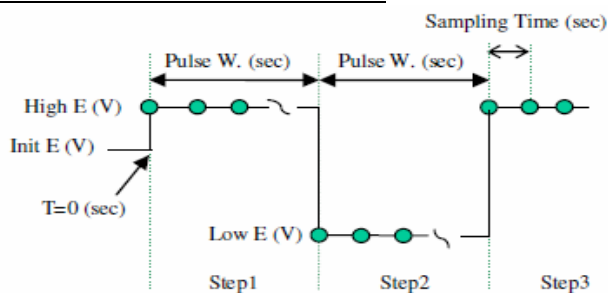 Sampling Time (sec)
Pulse W. (sec) Pulse W. (sec)
High E (V)
Init E (V)
T=0 (sec)
Low E (V)
Step1 Step2 Step3